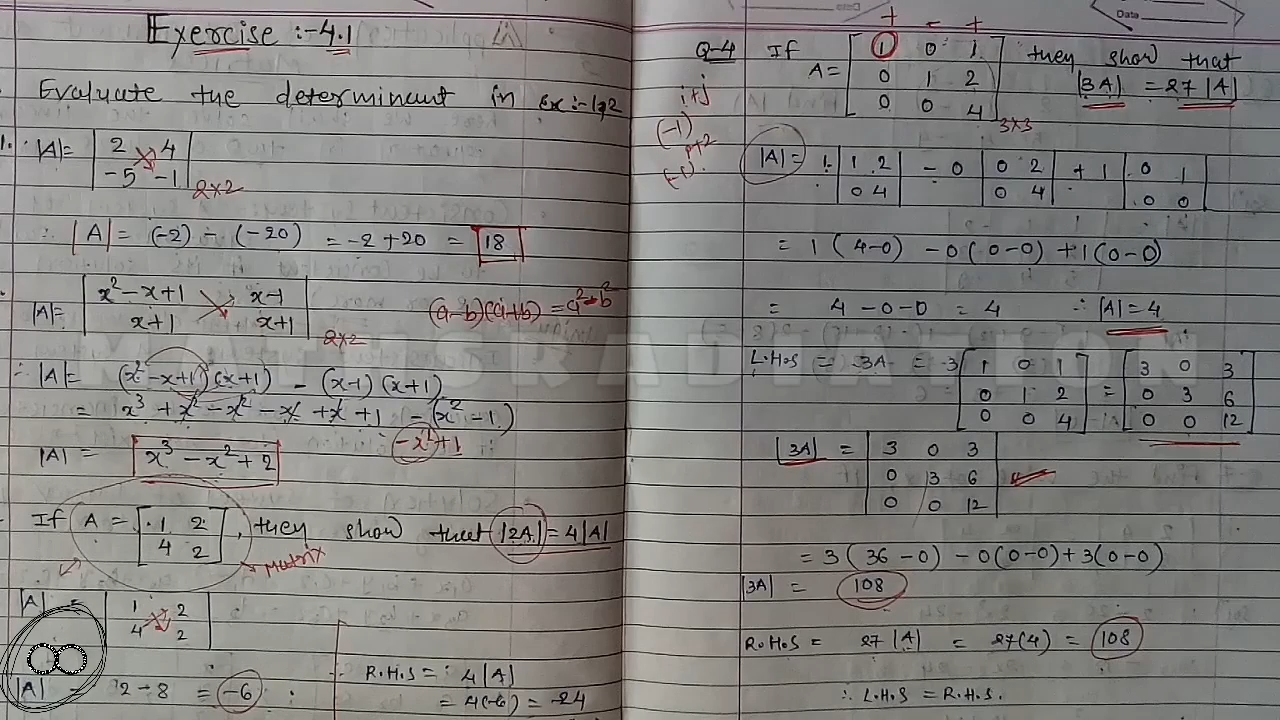 Exercise :- 4.1
Evaluate the determinant in Ex :- 1, 2
1. |A| = | 2 4 |
| -5 -1 | 2×2
∴ |A| = (-2) - (-20) = -2 + 20 = 18
|A| = | x² - x + 1 x - 1 |
| x + 1 x + 1 | 2×2
(a-b)(a+b) = a² - b²
∴ |A| = (x² - x + 1)(x + 1) - (x - 1)(x + 1)
= x³ + x² - x² - x + x + 1 - (x² - 1)
- x² + 1
|A| = x³ - x² + 2
If A = [ 1 2 ] , they show that |2A| = 4|A|
[ 4 2 ] → Matrix
|A| = | 1 2 |
| 4 2 |
|A| = 2 - 8 = -6
R.H.S = 4|A|
= 4(-6) = -24
Date
+ - +
Q-4 If A = [ 1 0 1 ] they show that
[ 0 1 2 ] |3A| = 27|A|
[ 0 0 4 ] 3×3
i+j
(-1)
|A| = 1 | 1 2 | - 0 | 0 2 | + 1 | 0 1 |
| 0 4 | | 0 4 | | 0 0 |
= 1 (4-0) - 0 (0-0) + 1 (0-0)
= 4 - 0 - 0 = 4 ∴ |A| = 4
MATHSRADIATION
L.H.S = 3A = 3 [ 1 0 1 ] = [ 3 0 3 ]
[ 0 1 2 ] [ 0 3 6 ]
[ 0 0 4 ] [ 0 0 12 ]
|3A| = | 3 0 3 |
| 0 3 6 |
| 0 0 12 |
= 3 (36 - 0) - 0 (0-0) + 3 (0-0)
|3A| = 108
R.H.S = 27 |A| = 27(4) = 108
∴ L.H.S = R.H.S.